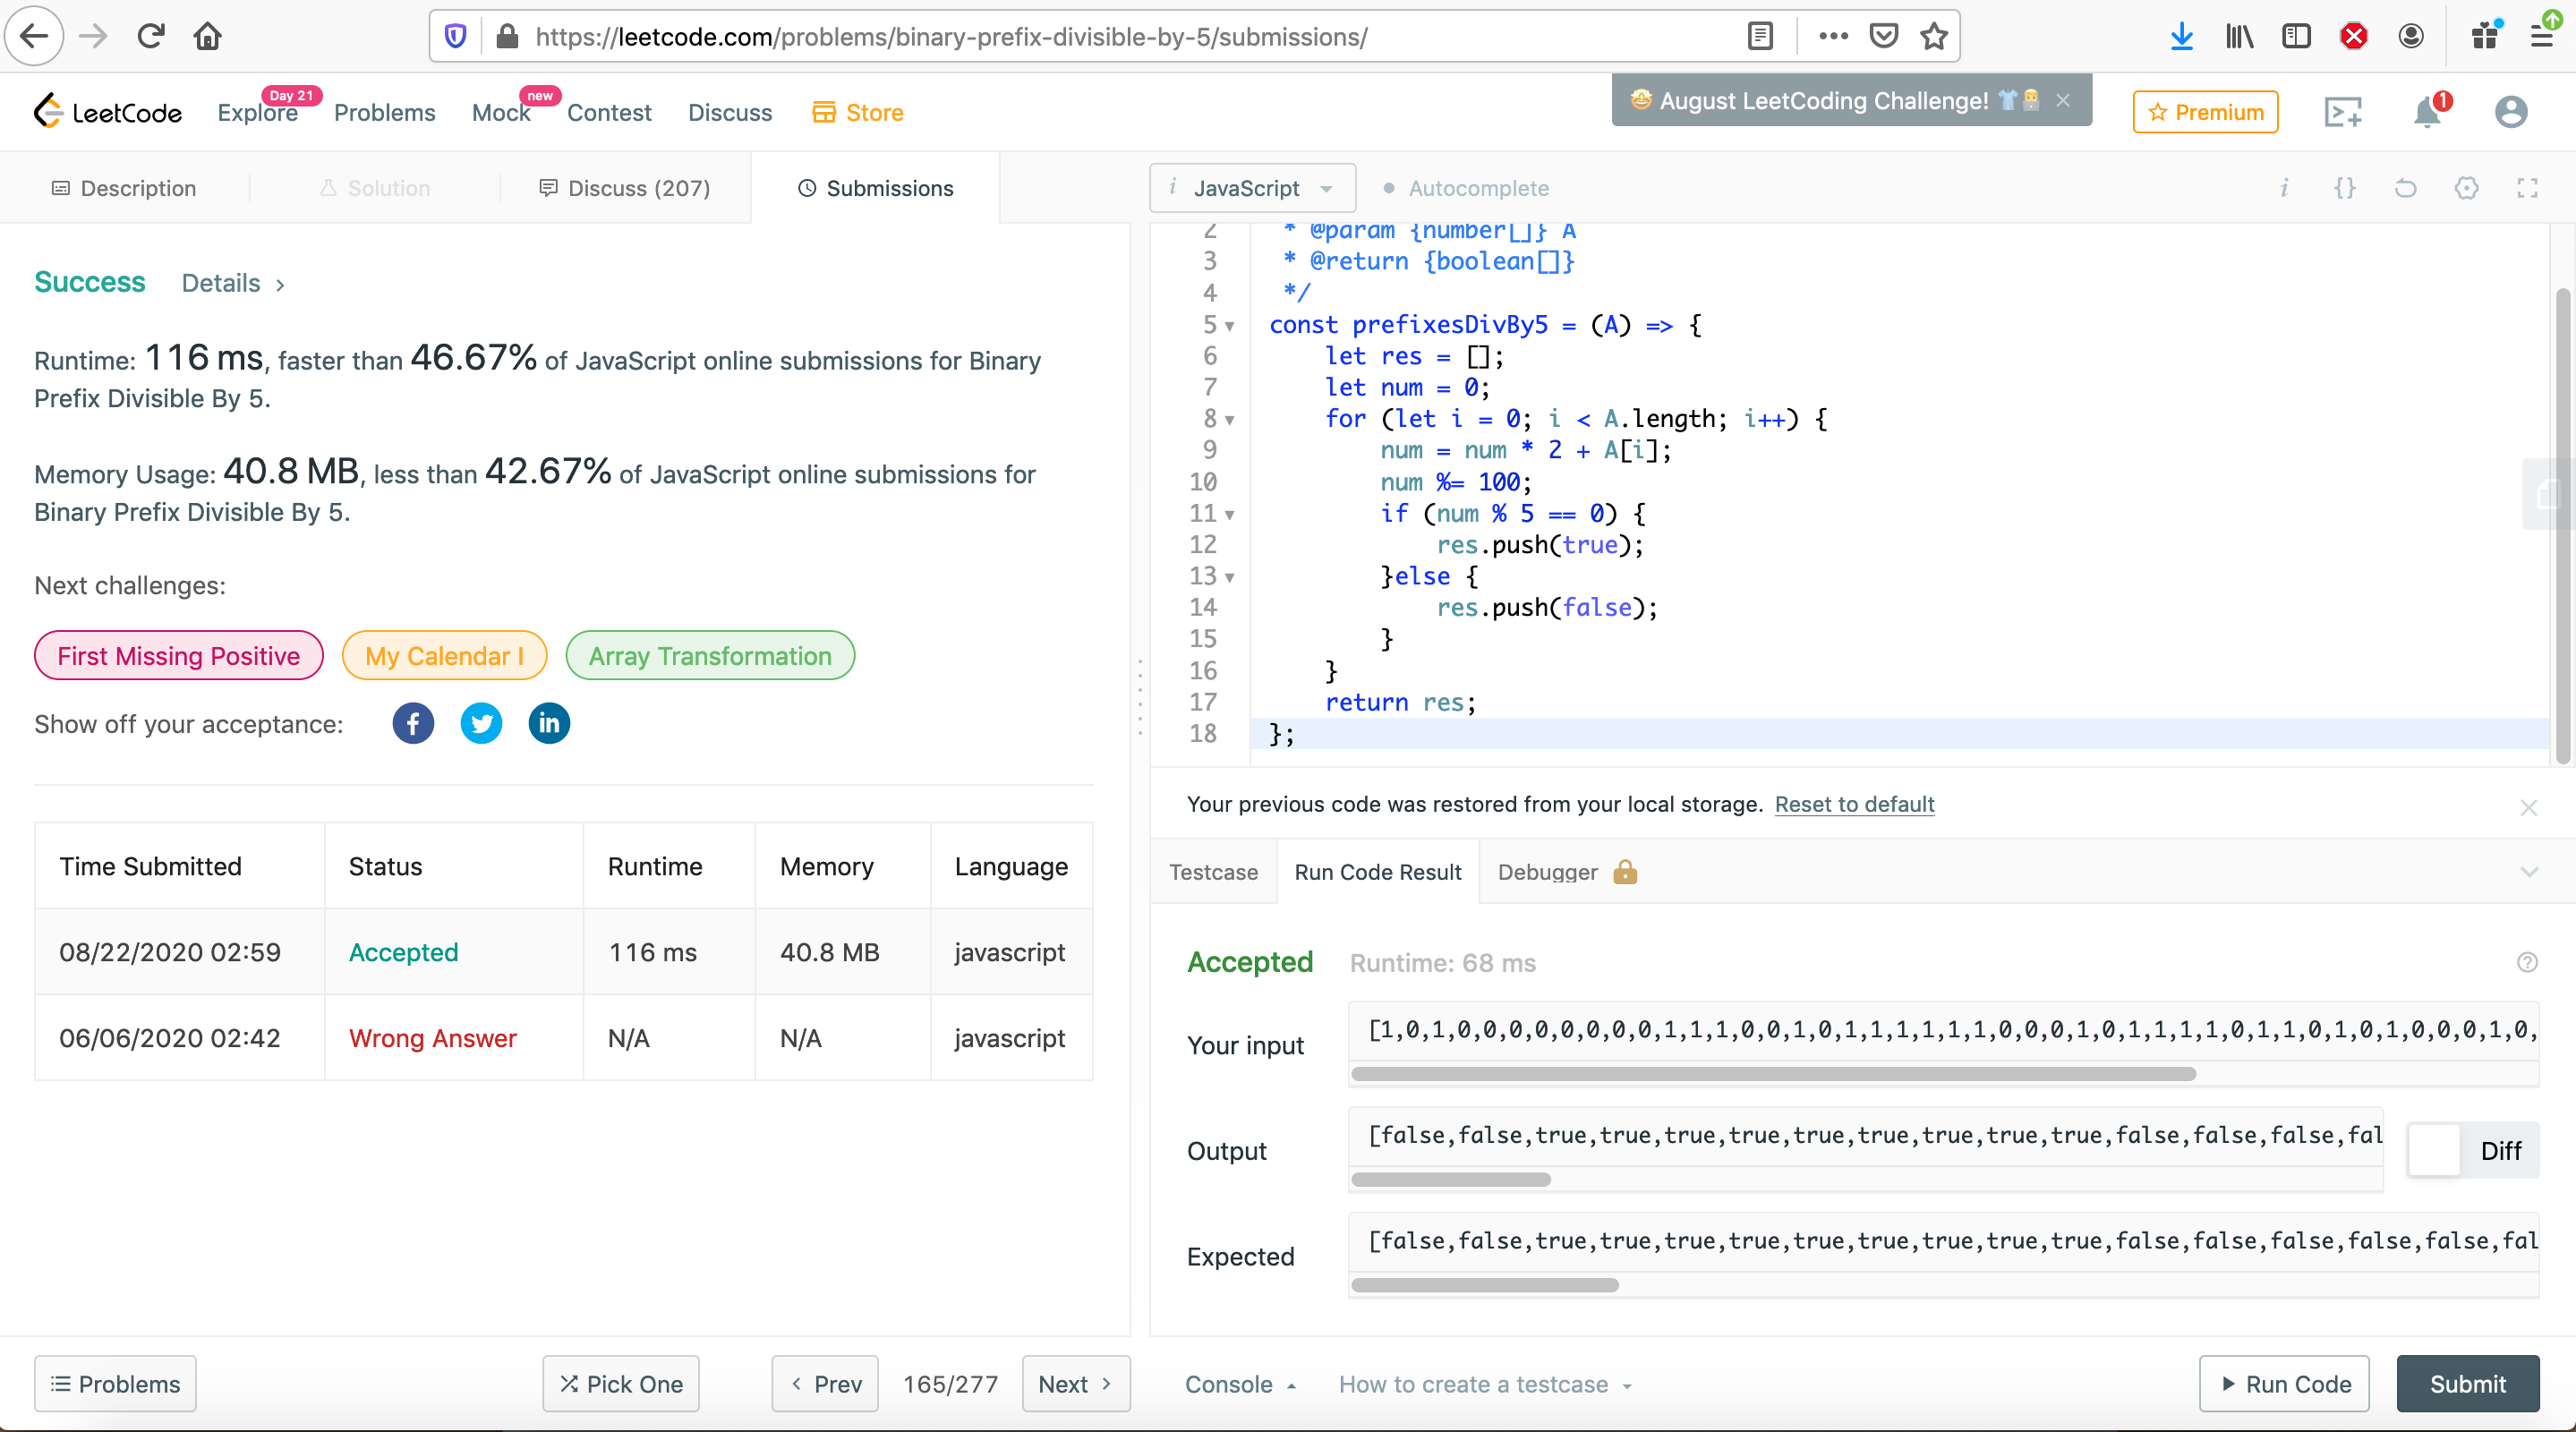 https://leetcode.com/problems/binary-prefix-divisible-by-5/submissions/
LeetCode
Explore
Day 21
Problems
Mock
new
Contest
Discuss
Store
August LeetCoding Challenge!
Premium
1
Description
Solution
Discuss (207)
Submissions
Success
Details
Runtime: 116 ms, faster than 46.67% of JavaScript online submissions for Binary
Prefix Divisible By 5.
Memory Usage: 40.8 MB, less than 42.67% of JavaScript online submissions for
Binary Prefix Divisible By 5.
Next challenges:
First Missing Positive
My Calendar I
Array Transformation
Show off your acceptance:
Time Submitted Status Runtime Memory Language
08/22/2020 02:59 Accepted 116 ms 40.8 MB javascript
06/06/2020 02:42 Wrong Answer N/A N/A javascript
Problems
Pick One
Prev
165/277
Next
i JavaScript
Autocomplete
i {}
2 * @param {number[]} A
3 * @return {boolean[]}
4 */
5 const prefixesDivBy5 = (A) => {
6 let res = [];
7 let num = 0;
8 for (let i = 0; i < A.length; i++) {
9 num = num * 2 + A[i];
10 num %= 100;
11 if (num % 5 == 0) {
12 res.push(true);
13 }else {
14 res.push(false);
15 }
16 }
17 return res;
18 };
Your previous code was restored from your local storage. Reset to default
Testcase
Run Code Result
Debugger
Accepted Runtime: 68 ms
Your input
[1,0,1,0,0,0,0,0,0,0,0,1,1,1,0,0,1,0,1,1,1,1,1,1,0,0,0,1,0,1,1,1,1,0,1,1,0,1,0,1,0,0,0,1,0,
Output
[false,false,true,true,true,true,true,true,true,true,true,false,false,false,fal
Diff
Expected
[false,false,true,true,true,true,true,true,true,true,true,false,false,false,false,false,fal
Console
How to create a testcase
Run Code
Submit